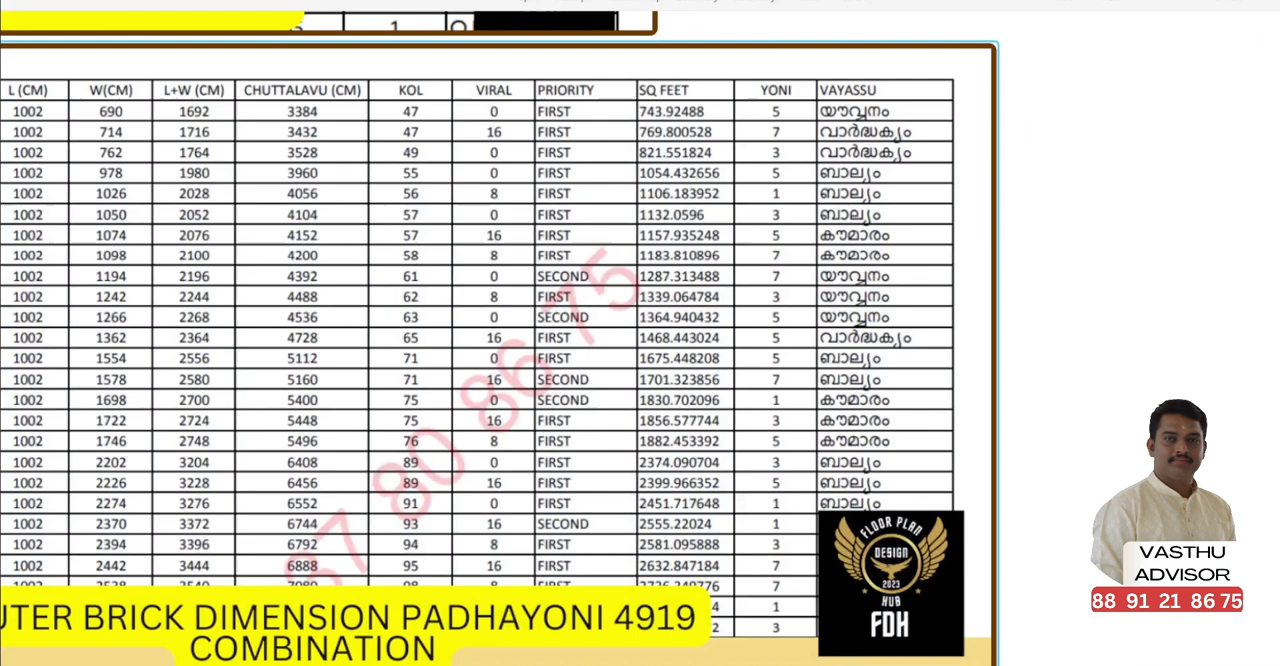 1
L (CM) W(CM) L+W (CM) CHUTTALAVU (CM) KOL VIRAL PRIORITY SQ FEET YONI VAYASSU
1002 690 1692 3384 47 0 FIRST 743.92488 5 യൗവ്വനം
1002 714 1716 3432 47 16 FIRST 769.800528 7 വാർദ്ധക്യം
1002 762 1764 3528 49 0 FIRST 821.551824 3 വാർദ്ധക്യം
1002 978 1980 3960 55 0 FIRST 1054.432656 5 ബാല്യം
1002 1026 2028 4056 56 8 FIRST 1106.183952 1 ബാല്യം
1002 1050 2052 4104 57 0 FIRST 1132.0596 3 ബാല്യം
1002 1074 2076 4152 57 16 FIRST 1157.935248 5 കൗമാരം
1002 1098 2100 4200 58 8 FIRST 1183.810896 7 കൗമാരം
1002 1194 2196 4392 61 0 SECOND 1287.313488 7 യൗവ്വനം
1002 1242 2244 4488 62 8 FIRST 1339.064784 3 യൗവ്വനം
1002 1266 2268 4536 63 0 SECOND 1364.940432 5 യൗവ്വനം
1002 1362 2364 4728 65 16 FIRST 1468.443024 5 വാർദ്ധക്യം
1002 1554 2556 5112 71 0 FIRST 1675.448208 5 ബാല്യം
1002 1578 2580 5160 71 16 SECOND 1701.323856 7 ബാല്യം
1002 1698 2700 5400 75 0 SECOND 1830.702096 1 കൗമാരം
1002 1722 2724 5448 75 16 FIRST 1856.577744 3 കൗമാരം
1002 1746 2748 5496 76 8 FIRST 1882.453392 5 കൗമാരം
1002 2202 3204 6408 89 0 FIRST 2374.090704 3 ബാല്യം
1002 2226 3228 6456 89 16 FIRST 2399.966352 5 ബാല്യം
1002 2274 3276 6552 91 0 FIRST 2451.717648 1 ബാല്യം
1002 2370 3372 6744 93 16 SECOND 2555.22024 1
1002 2394 3396 6792 94 8 FIRST 2581.095888 3
1002 2442 3444 6888 95 16 FIRST 2632.847184 7
7
4 1
2 3
37 80 86 75
UTER BRICK DIMENSION PADHAYONI 4919
COMBINATION
FLOOR PLAN
DESIGN
2023
HUB
FDH
VASTHU
ADVISOR
88 91 21 86 75